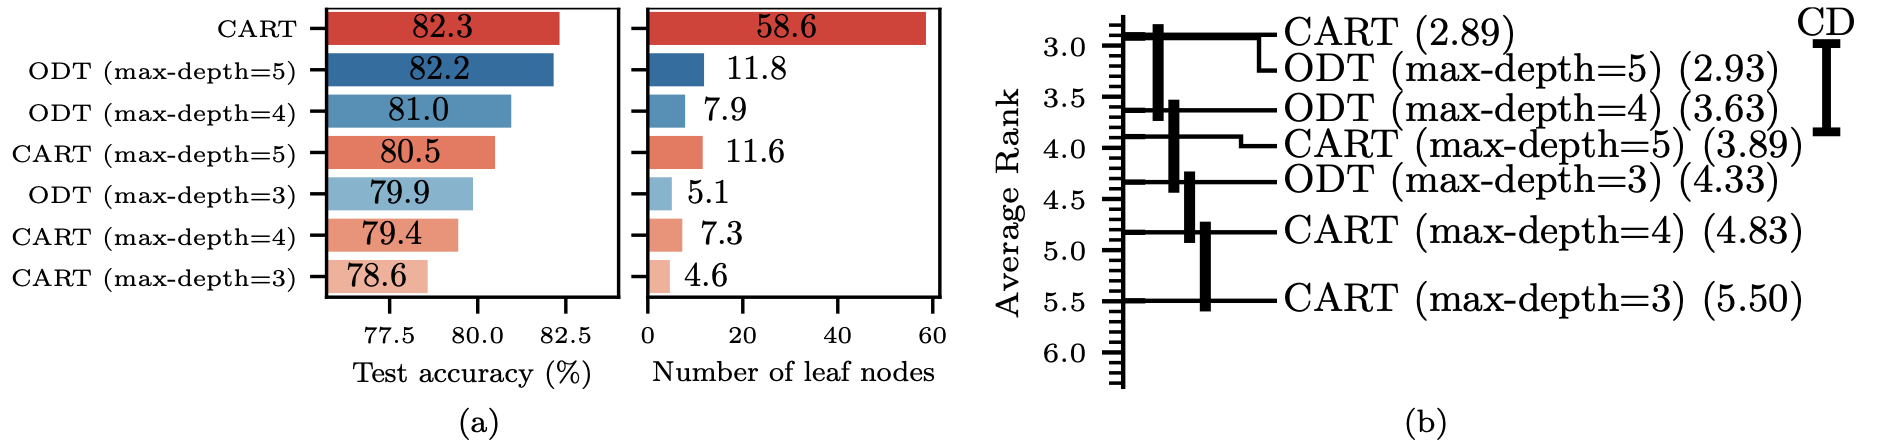 CART
ODT (max-depth=5)
ODT (max-depth=4)
CART (max-depth=5)
ODT (max-depth=3)
CART (max-depth=4)
CART (max-depth=3)
82.3
82.2
81.0
80.5
79.9
79.4
78.6
77.5 80.0 82.5
Test accuracy (%)
58.6
11.8
7.9
11.6
5.1
7.3
4.6
0 20 40 60
Number of leaf nodes
(a)
Average Rank
3.0
3.5
4.0
4.5
5.0
5.5
6.0
CART (2.89)
ODT (max-depth=5) (2.93)
ODT (max-depth=4) (3.63)
CART (max-depth=5) (3.89)
ODT (max-depth=3) (4.33)
CART (max-depth=4) (4.83)
CART (max-depth=3) (5.50)
CD
(b)